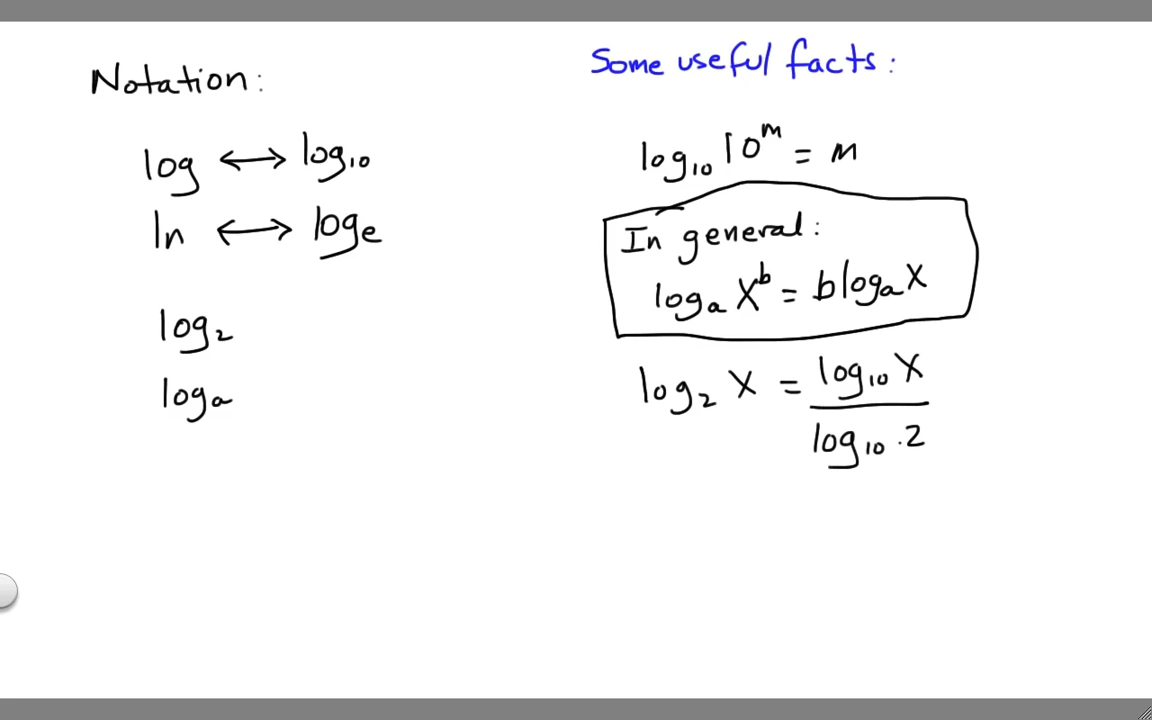 Notation:
log ⟷ log₁₀
ln ⟷ logₑ
log₂
logₐ
Some useful facts:
log₁₀ 10ᵐ = m
In general:
logₐ xᵇ = b logₐ x
log₂ x = log₁₀ x
log₁₀ .2